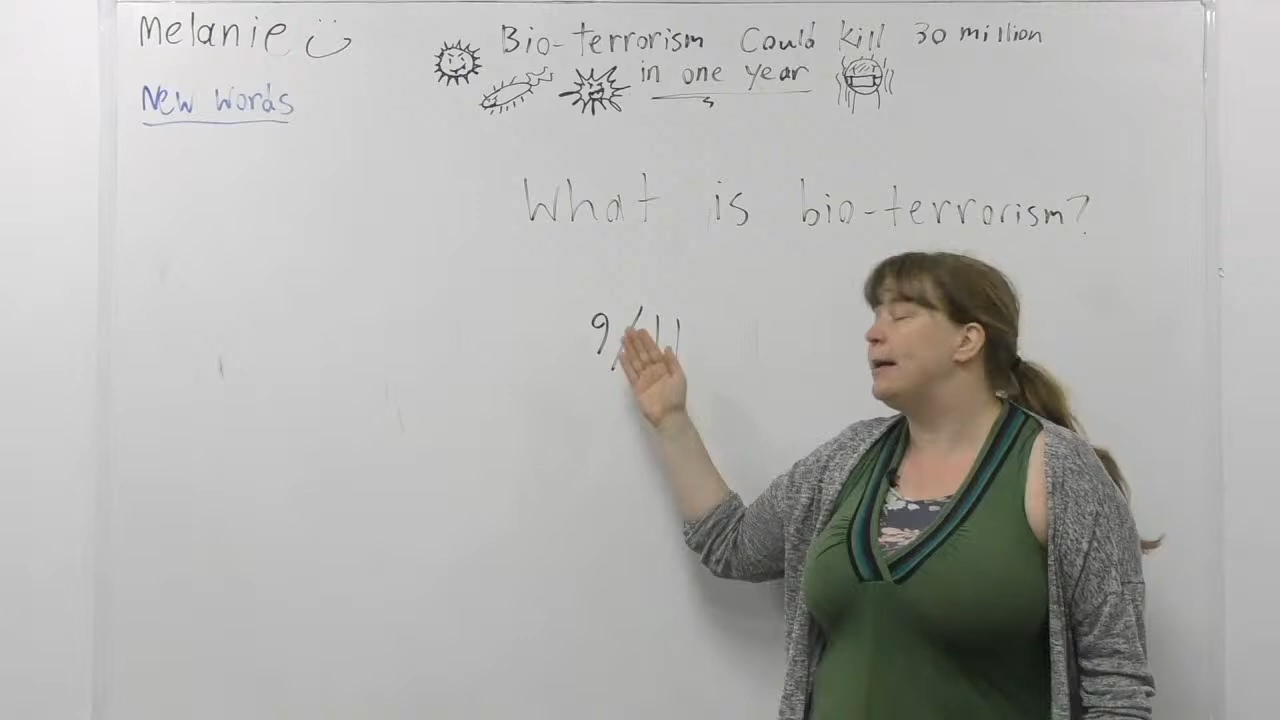 Melanie
Bio-terrorism Could kill 30 million
in one year
New Words
What is bio-terrorism?
9/11